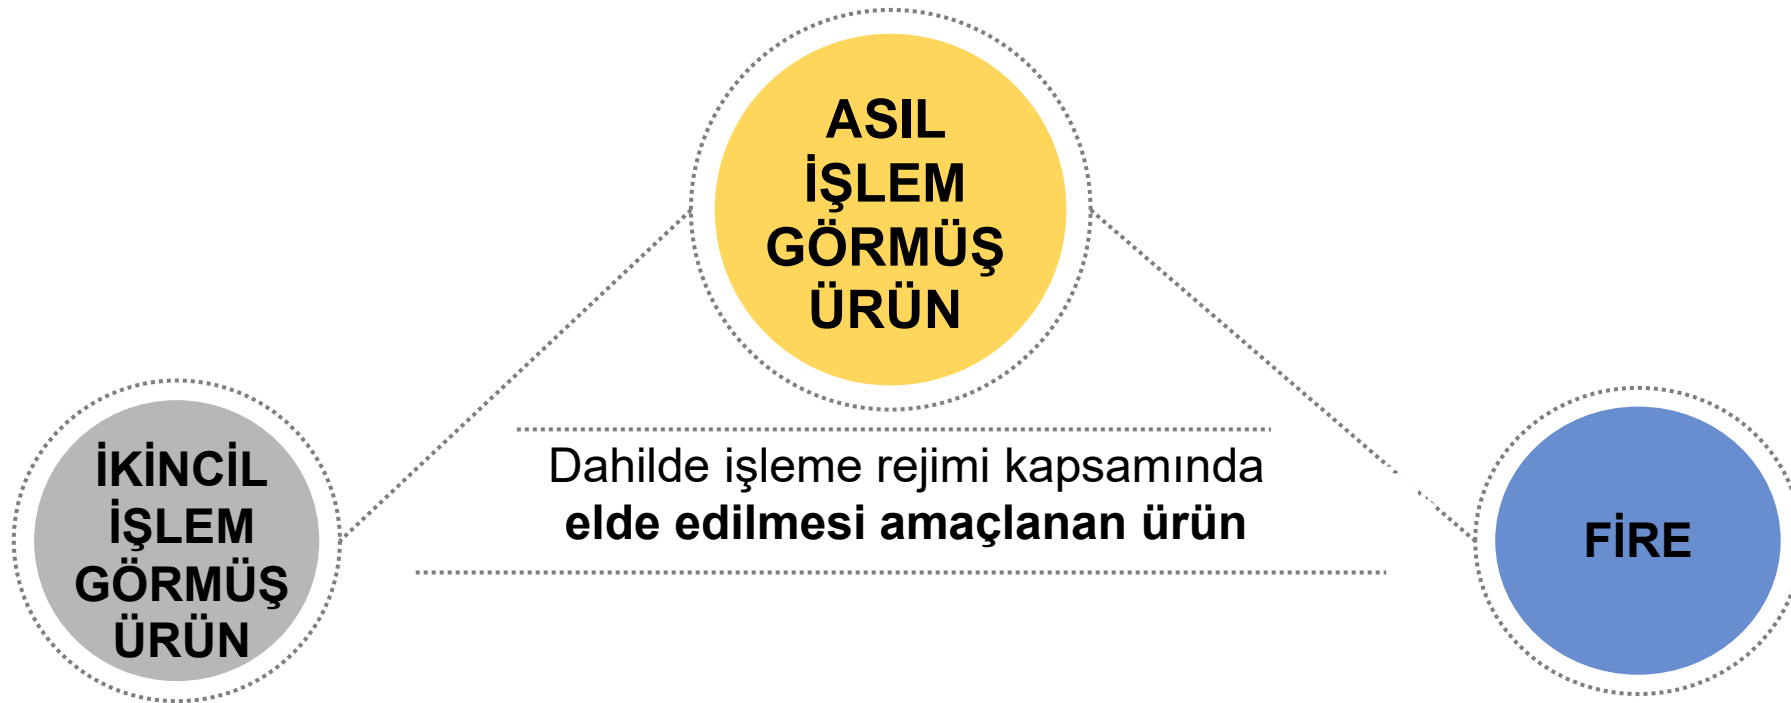 ASIL
İŞLEM
GÖRMÜŞ
ÜRÜN
Dahilde işleme rejimi kapsamında
elde edilmesi amaçlanan ürün
İKİNCİL
İŞLEM
GÖRMÜŞ
ÜRÜN
FİRE